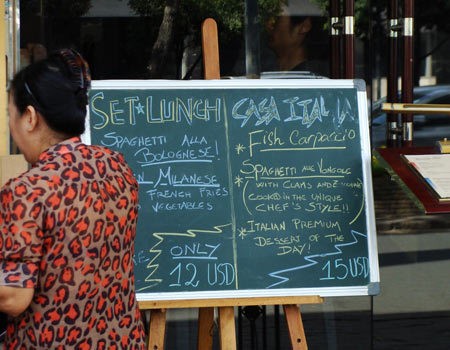 SET*LUNCH
SPAGHETTI ALLA
BOLOGNESE!
MILANESE
FRENCH FRIES
VEGETABLES
ONLY
12 USD
CASA ITALIA
* FISH CARPACCIO
* SPAGHETTI ALLE VONGOLE
WITH CLAMS AND
(COOKED IN THE UNIQUE
CHEF'S STYLE!!)
* ITALIAN PREMIUM
DESSERT OF THE
DAY!
15 USD